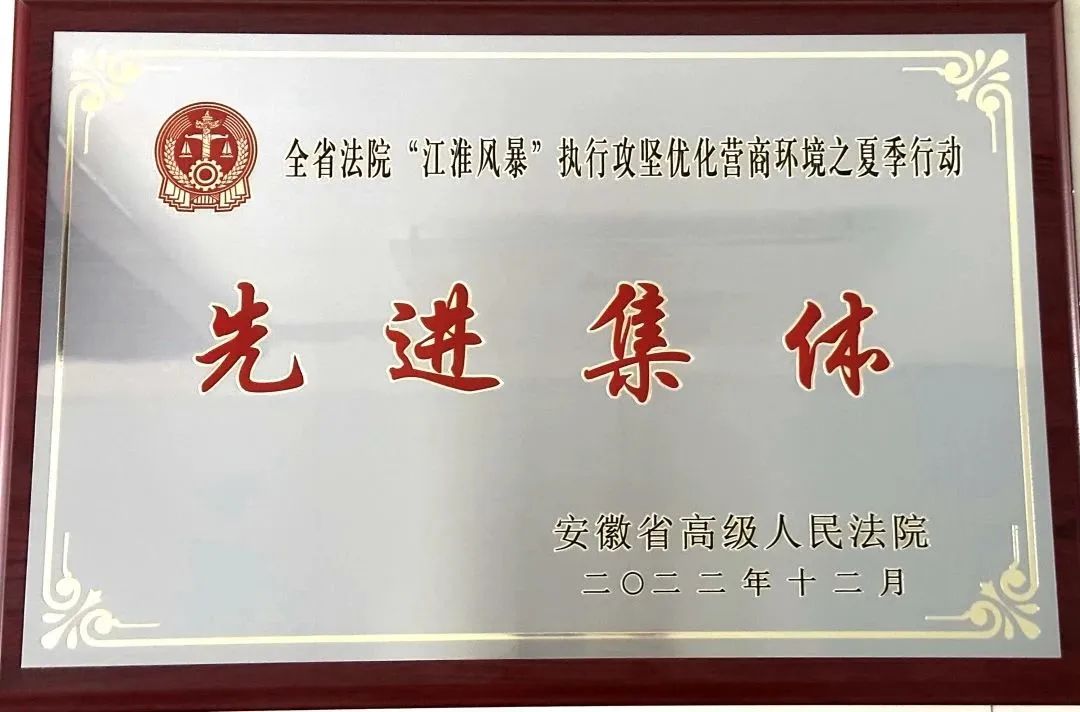 全省法院“江淮风暴”执行攻坚优化营商环境之夏季行动
先进集体
安徽省高级人民法院
二〇二二年十二月